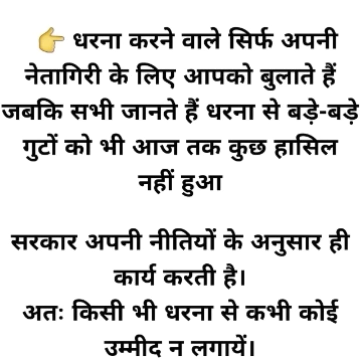 👉 धरना करने वाले सिर्फ अपनी
नेतागिरी के लिए आपको बुलाते हैं
जबकि सभी जानते हैं धरना से बड़े-बड़े
गुटों को भी आज तक कुछ हासिल
नहीं हुआ
सरकार अपनी नीतियों के अनुसार ही
कार्य करती है।
अतः किसी भी धरना से कभी कोई
उम्मीद न लगायें।